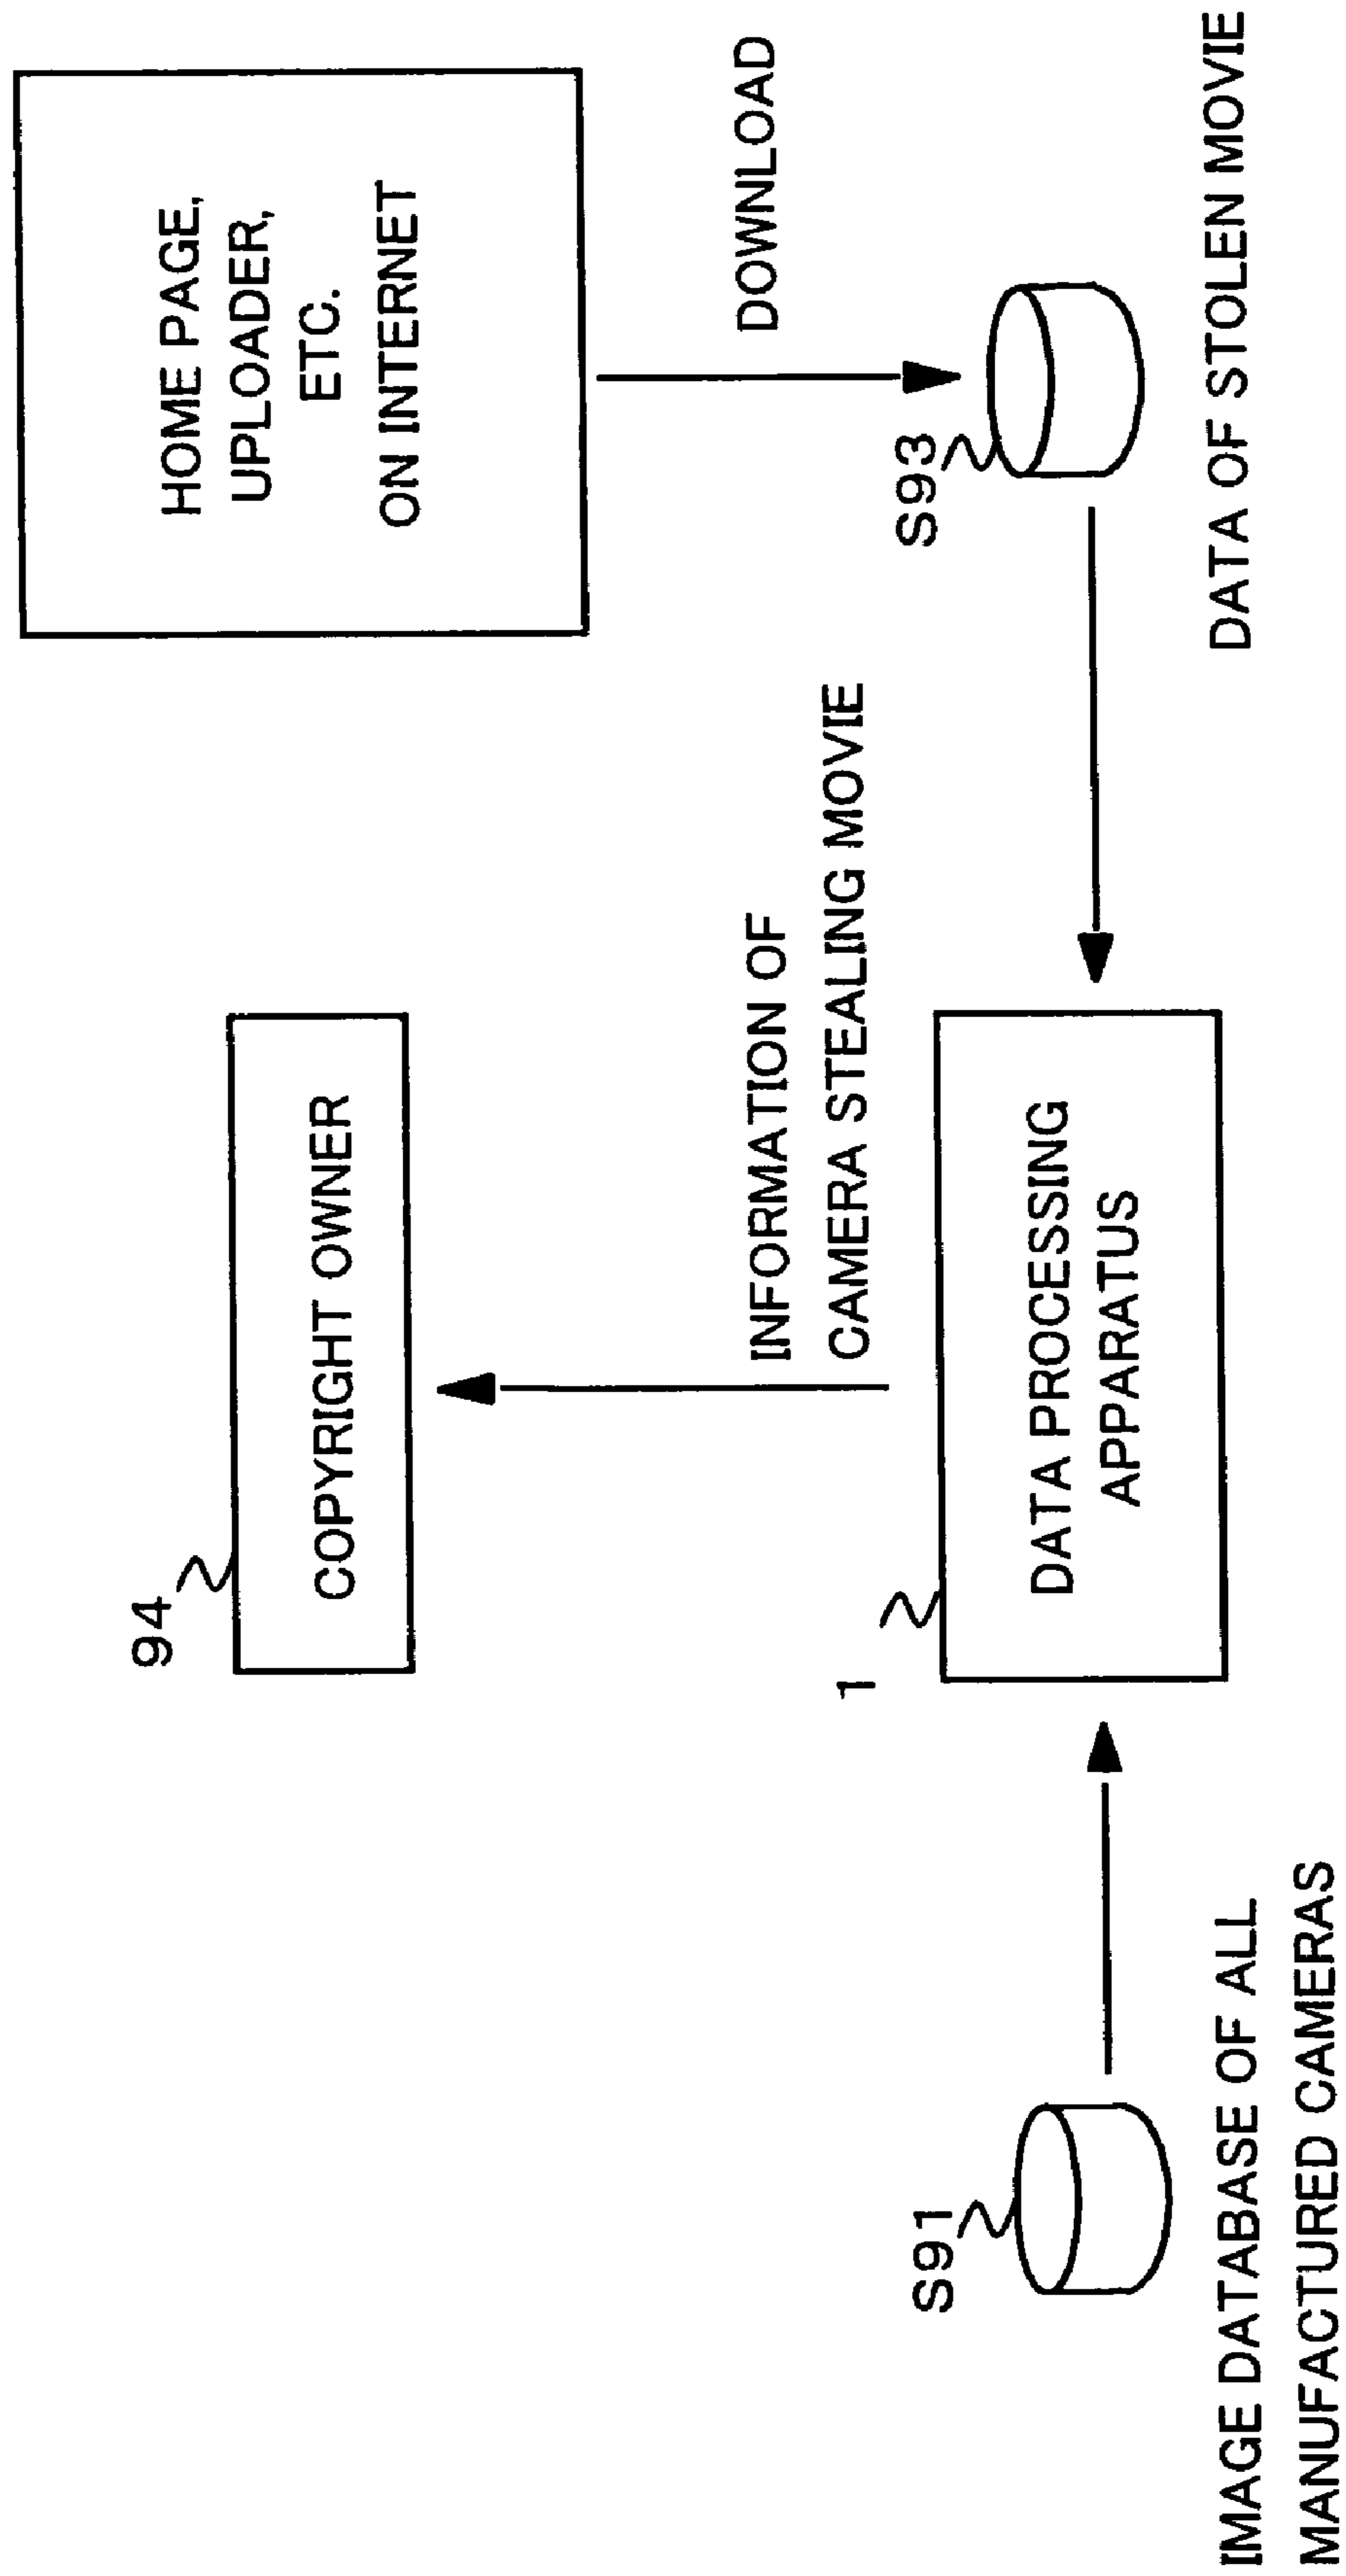 HOME PAGE,
UPLOADER,
ETC.
ON INTERNET
DOWNLOAD
94
COPYRIGHT OWNER
INFORMATION OF
CAMERA STEALING MOVIE
S93
DATA OF STOLEN MOVIE
1
DATA PROCESSING
APPARATUS
S91
IMAGE DATABASE OF ALL
MANUFACTURED CAMERAS